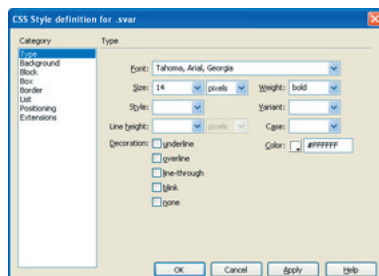 CSS Style definition for .svar
Category
Type
Type
Background
Block
Box
Border
List
Positioning
Extensions
Font: Tahoma, Arial, Georgia
Size: 14 pixels Weight: bold
Style: Variant:
Line height: pixels Case:
Decoration: underline Color: #FFFFFF
overline
line-through
blink
none
OK Cancel Apply Help